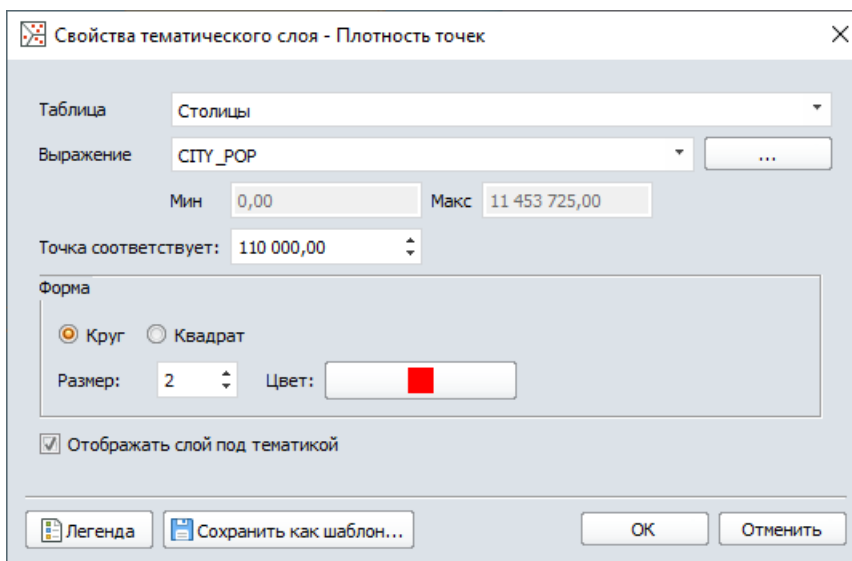 Свойства тематического слоя - Плотность точек
Таблица Столицы
Выражение CITY_POP ...
Мин 0,00 Макс 11 453 725,00
Точка соответствует: 110 000,00
Форма
Круг Квадрат
Размер: 2 Цвет:
Отображать слой под тематикой
Легенда Сохранить как шаблон... OK Отменить